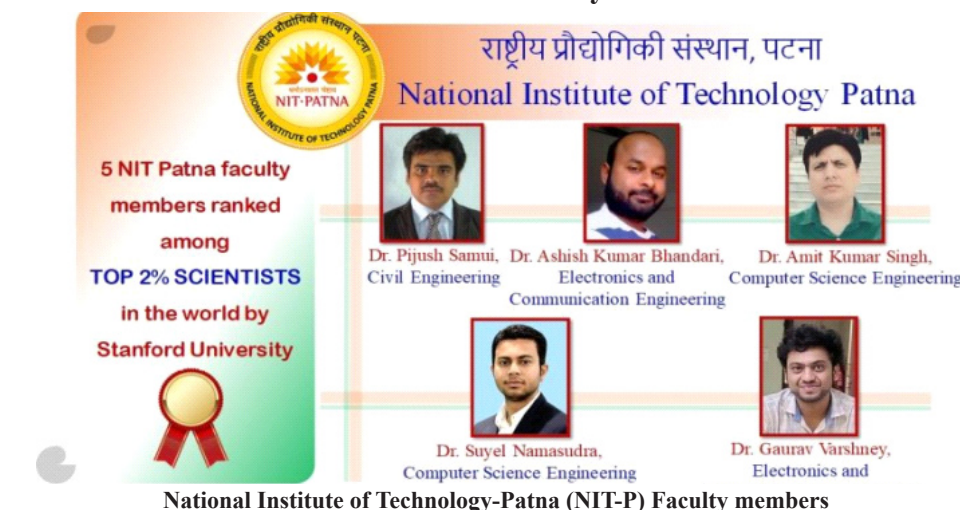 राष्ट्रीय प्रौद्योगिकी संस्थान पटना
NIT-PATNA
NATIONAL INSTITUTE OF TECHNOLOGY PATNA
राष्ट्रीय प्रौद्योगिकी संस्थान, पटना
National Institute of Technology Patna
5 NIT Patna faculty
members ranked
among
TOP 2% SCIENTISTS
in the world by
Stanford University
Dr. Pijush Samui,
Civil Engineering
Dr. Ashish Kumar Bhandari,
Electronics and
Communication Engineering
Dr. Amit Kumar Singh,
Computer Science Engineering
Dr. Suyel Namasudra,
Computer Science Engineering
Dr. Gaurav Varshney,
Electronics and
National Institute of Technology-Patna (NIT-P) Faculty members